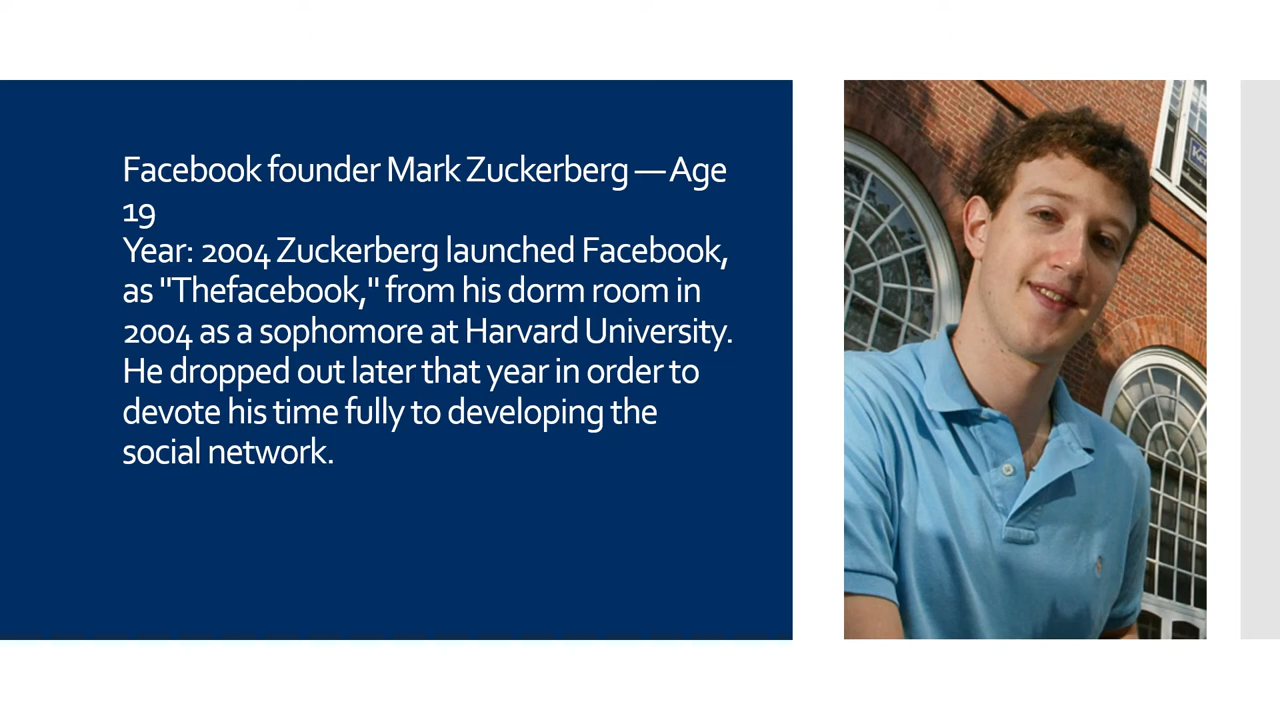 Facebook founder Mark Zuckerberg — Age
19
Year: 2004 Zuckerberg launched Facebook,
as "Thefacebook," from his dorm room in
2004 as a sophomore at Harvard University.
He dropped out later that year in order to
devote his time fully to developing the
social network.